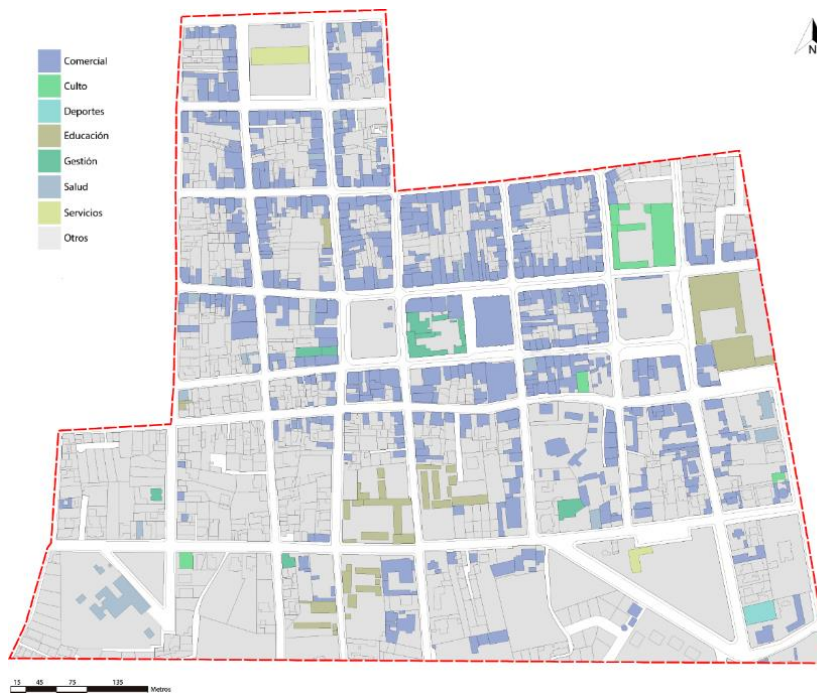 Comercial
Culto
Deportes
Educación
Gestión
Salud
Servicios
Otros
N
15 45 75 135 Metros